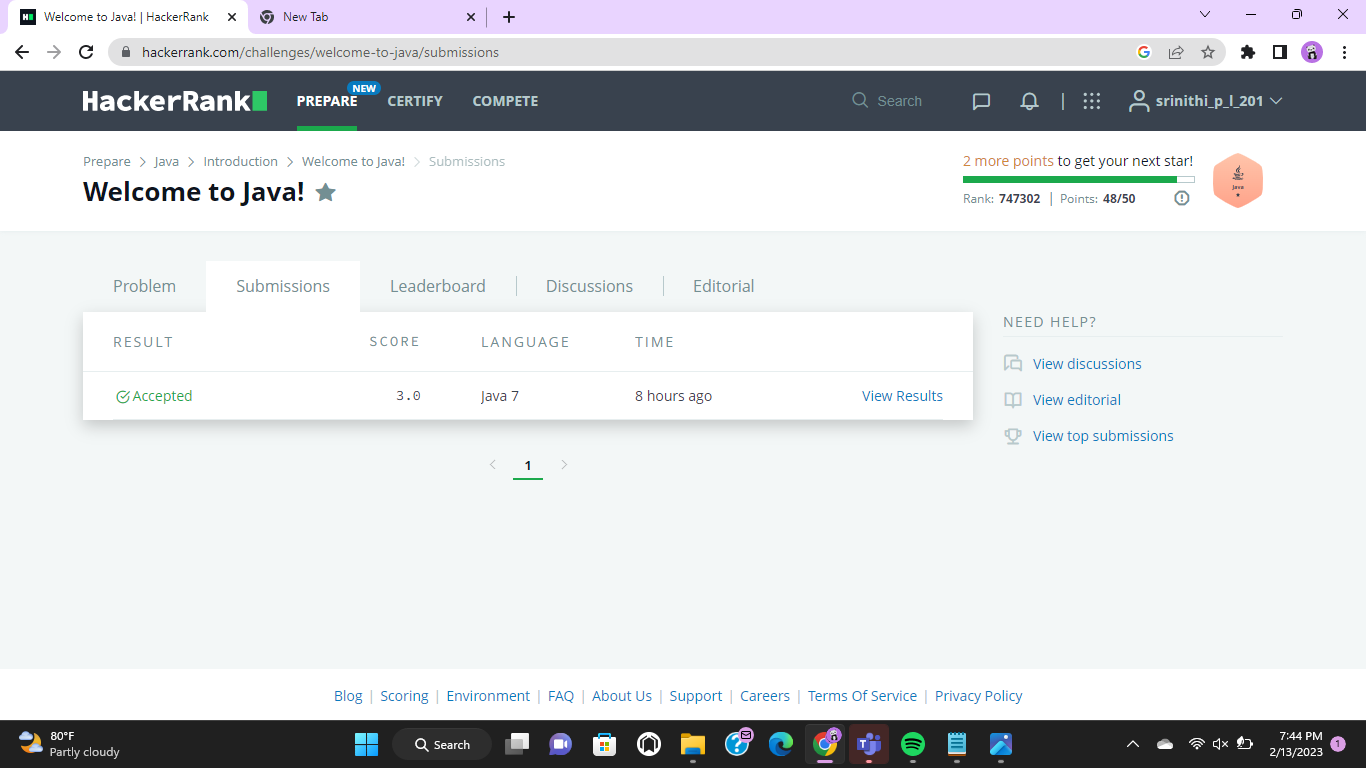 Welcome to Java! | HackerRank
New Tab
hackerrank.com/challenges/welcome-to-java/submissions
HackerRank
PREPARE
NEW
CERTIFY
COMPETE
Search
srinithi_p_l_201
Prepare > Java > Introduction > Welcome to Java! > Submissions
Welcome to Java!
2 more points to get your next star!
Rank: 747302 | Points: 48/50
Java
Problem
Submissions
Leaderboard
Discussions
Editorial
RESULT SCORE LANGUAGE TIME
Accepted 3.0 Java 7 8 hours ago View Results
1
NEED HELP?
View discussions
View editorial
View top submissions
Blog | Scoring | Environment | FAQ | About Us | Support | Careers | Terms Of Service | Privacy Policy
80°F
Partly cloudy
Search
7:44 PM
2/13/2023
1